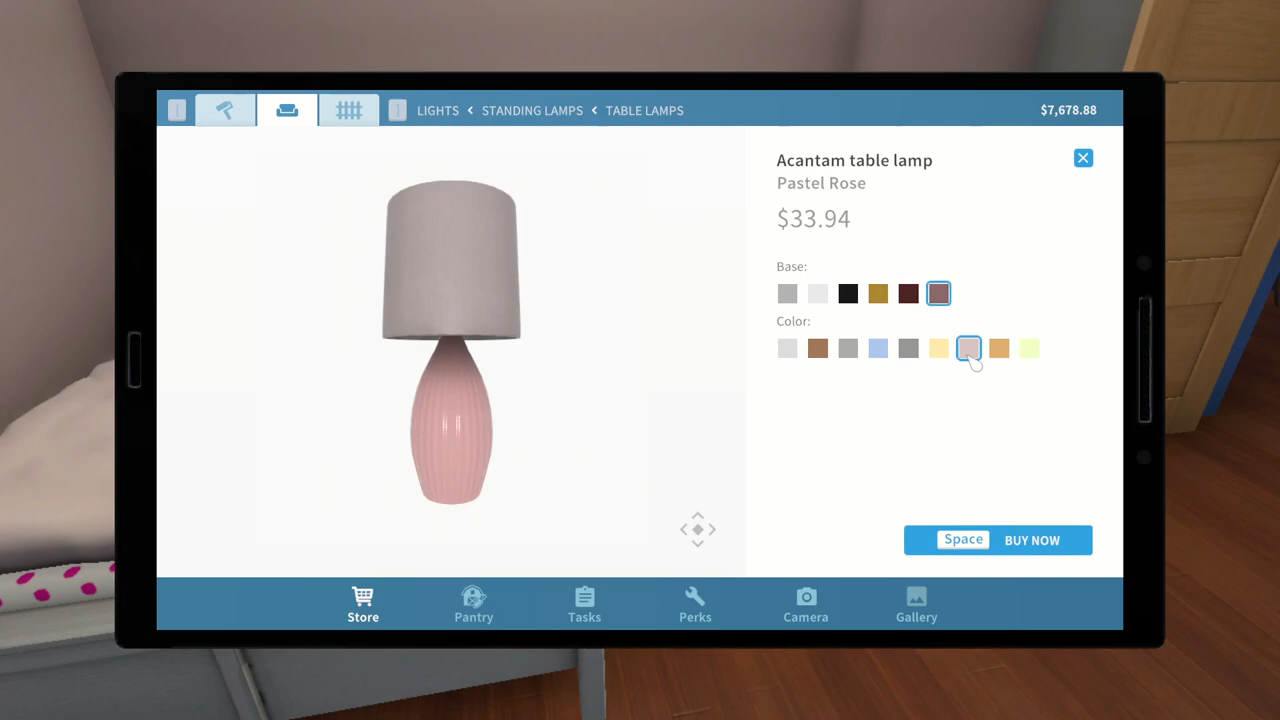 LIGHTS < STANDING LAMPS < TABLE LAMPS
$7,678.88
Acantam table lamp
Pastel Rose
$33.94
Base:
Color:
Space BUY NOW
Store Pantry Tasks Perks Camera Gallery